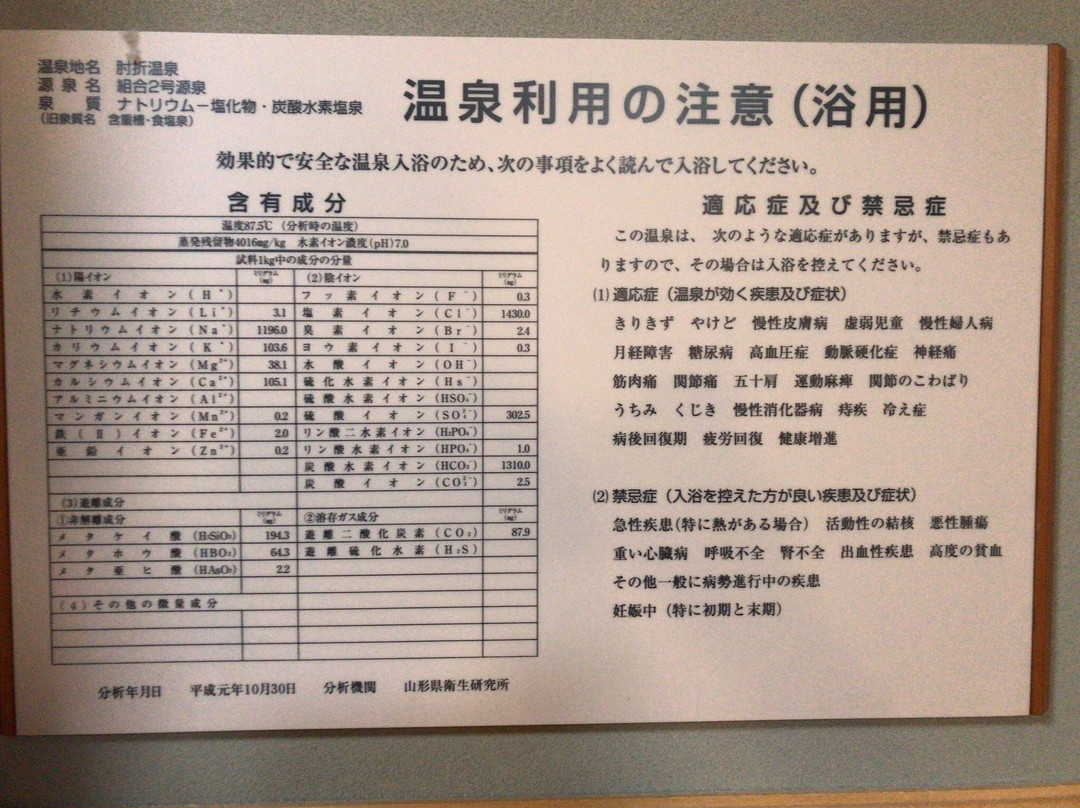 温泉地名 肘折温泉
源泉名 組合2号源泉
泉質 ナトリウム-塩化物・炭酸水素塩泉
(旧泉質名 含重曹・食塩泉)
温泉利用の注意(浴用)
効果的で安全な温泉入浴のため、次の事項をよく読んで入浴してください。
含有成分
温度87.5℃ (分析時の温度)
蒸発残留物4016mg/kg 水素イオン濃度(pH)7.0
試料1kg中の成分の分量
(1)陽イオン ミリグラム(mg) (2)陰イオン ミリグラム(mg)
水素イオン(H⁺) フッ素イオン(F⁻) 0.3
リチウムイオン(Li⁺) 3.1 塩素イオン(Cl⁻) 1430.0
ナトリウムイオン(Na⁺) 1196.0 臭素イオン(Br⁻) 2.4
カリウムイオン(K⁺) 103.6 ヨウ素イオン(I⁻) 0.3
マグネシウムイオン(Mg²⁺) 38.1 水酸イオン(OH⁻)
カルシウムイオン(Ca²⁺) 105.1 硫化水素イオン(Hs⁻)
アルミニウムイオン(Al³⁺) 硫酸水素イオン(HSO₄⁻)
マンガンイオン(Mn²⁺) 0.2 硫酸イオン(SO₄²⁻) 302.5
鉄(Ⅱ)イオン(Fe²⁺) 2.0 リン酸二水素イオン(H₂PO₄⁻)
亜鉛イオン(Zn²⁺) 0.2 リン酸水素イオン(HPO₄⁻) 1.0
炭酸水素イオン(HCO₃⁻) 1310.0
炭酸イオン(CO₃²⁻) 2.5
(3)遊離成分
①非解離成分 ミリグラム(mg) ②溶存ガス成分 ミリグラム(mg)
メタケイ酸(H₂SiO₃) 194.3 遊離二酸化炭素(CO₂) 87.9
メタホウ酸(HBO₂) 64.3 遊離硫化水素(H₂S)
メタ亜ヒ酸(HAsO₂) 2.2
(4)その他の微量成分
分析年月日 平成元年10月30日 分析機関 山形県衛生研究所
適応症及び禁忌症
この温泉は、次のような適応症がありますが、禁忌症もあ
りますので、その場合は入浴を控えてください。
(1)適応症(温泉が効く疾患及び症状)
きりきず やけど 慢性皮膚病 虚弱児童 慢性婦人病
月経障害 糖尿病 高血圧症 動脈硬化症 神経痛
筋肉痛 関節痛 五十肩 運動麻痺 関節のこわばり
うちみ くじき 慢性消化器病 痔疾 冷え症
病後回復期 疲労回復 健康増進
(2)禁忌症(入浴を控えた方が良い疾患及び症状)
急性疾患(特に熱がある場合) 活動性の結核 悪性腫瘍
重い心臓病 呼吸不全 腎不全 出血性疾患 高度の貧血
その他一般に病勢進行中の疾患
妊娠中(特に初期と末期)